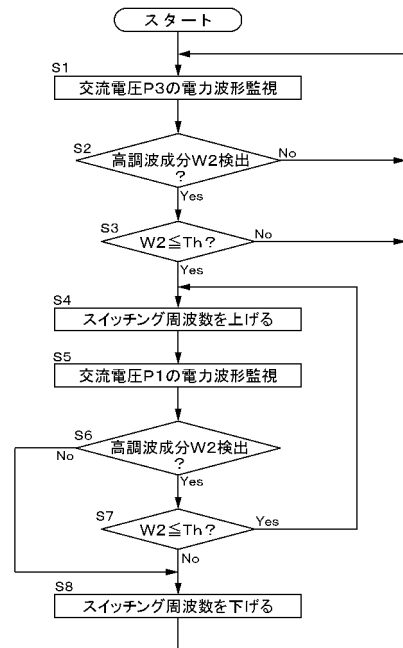 スタート
S1
交流電圧P3の電力波形監視
S2
高調波成分W2検出
?
No
Yes
S3
W2≦Th?
No
Yes
S4
スイッチング周波数を上げる
S5
交流電圧P1の電力波形監視
S6
高調波成分W2検出
?
No
Yes
S7
W2≦Th?
Yes
No
S8
スイッチング周波数を下げる